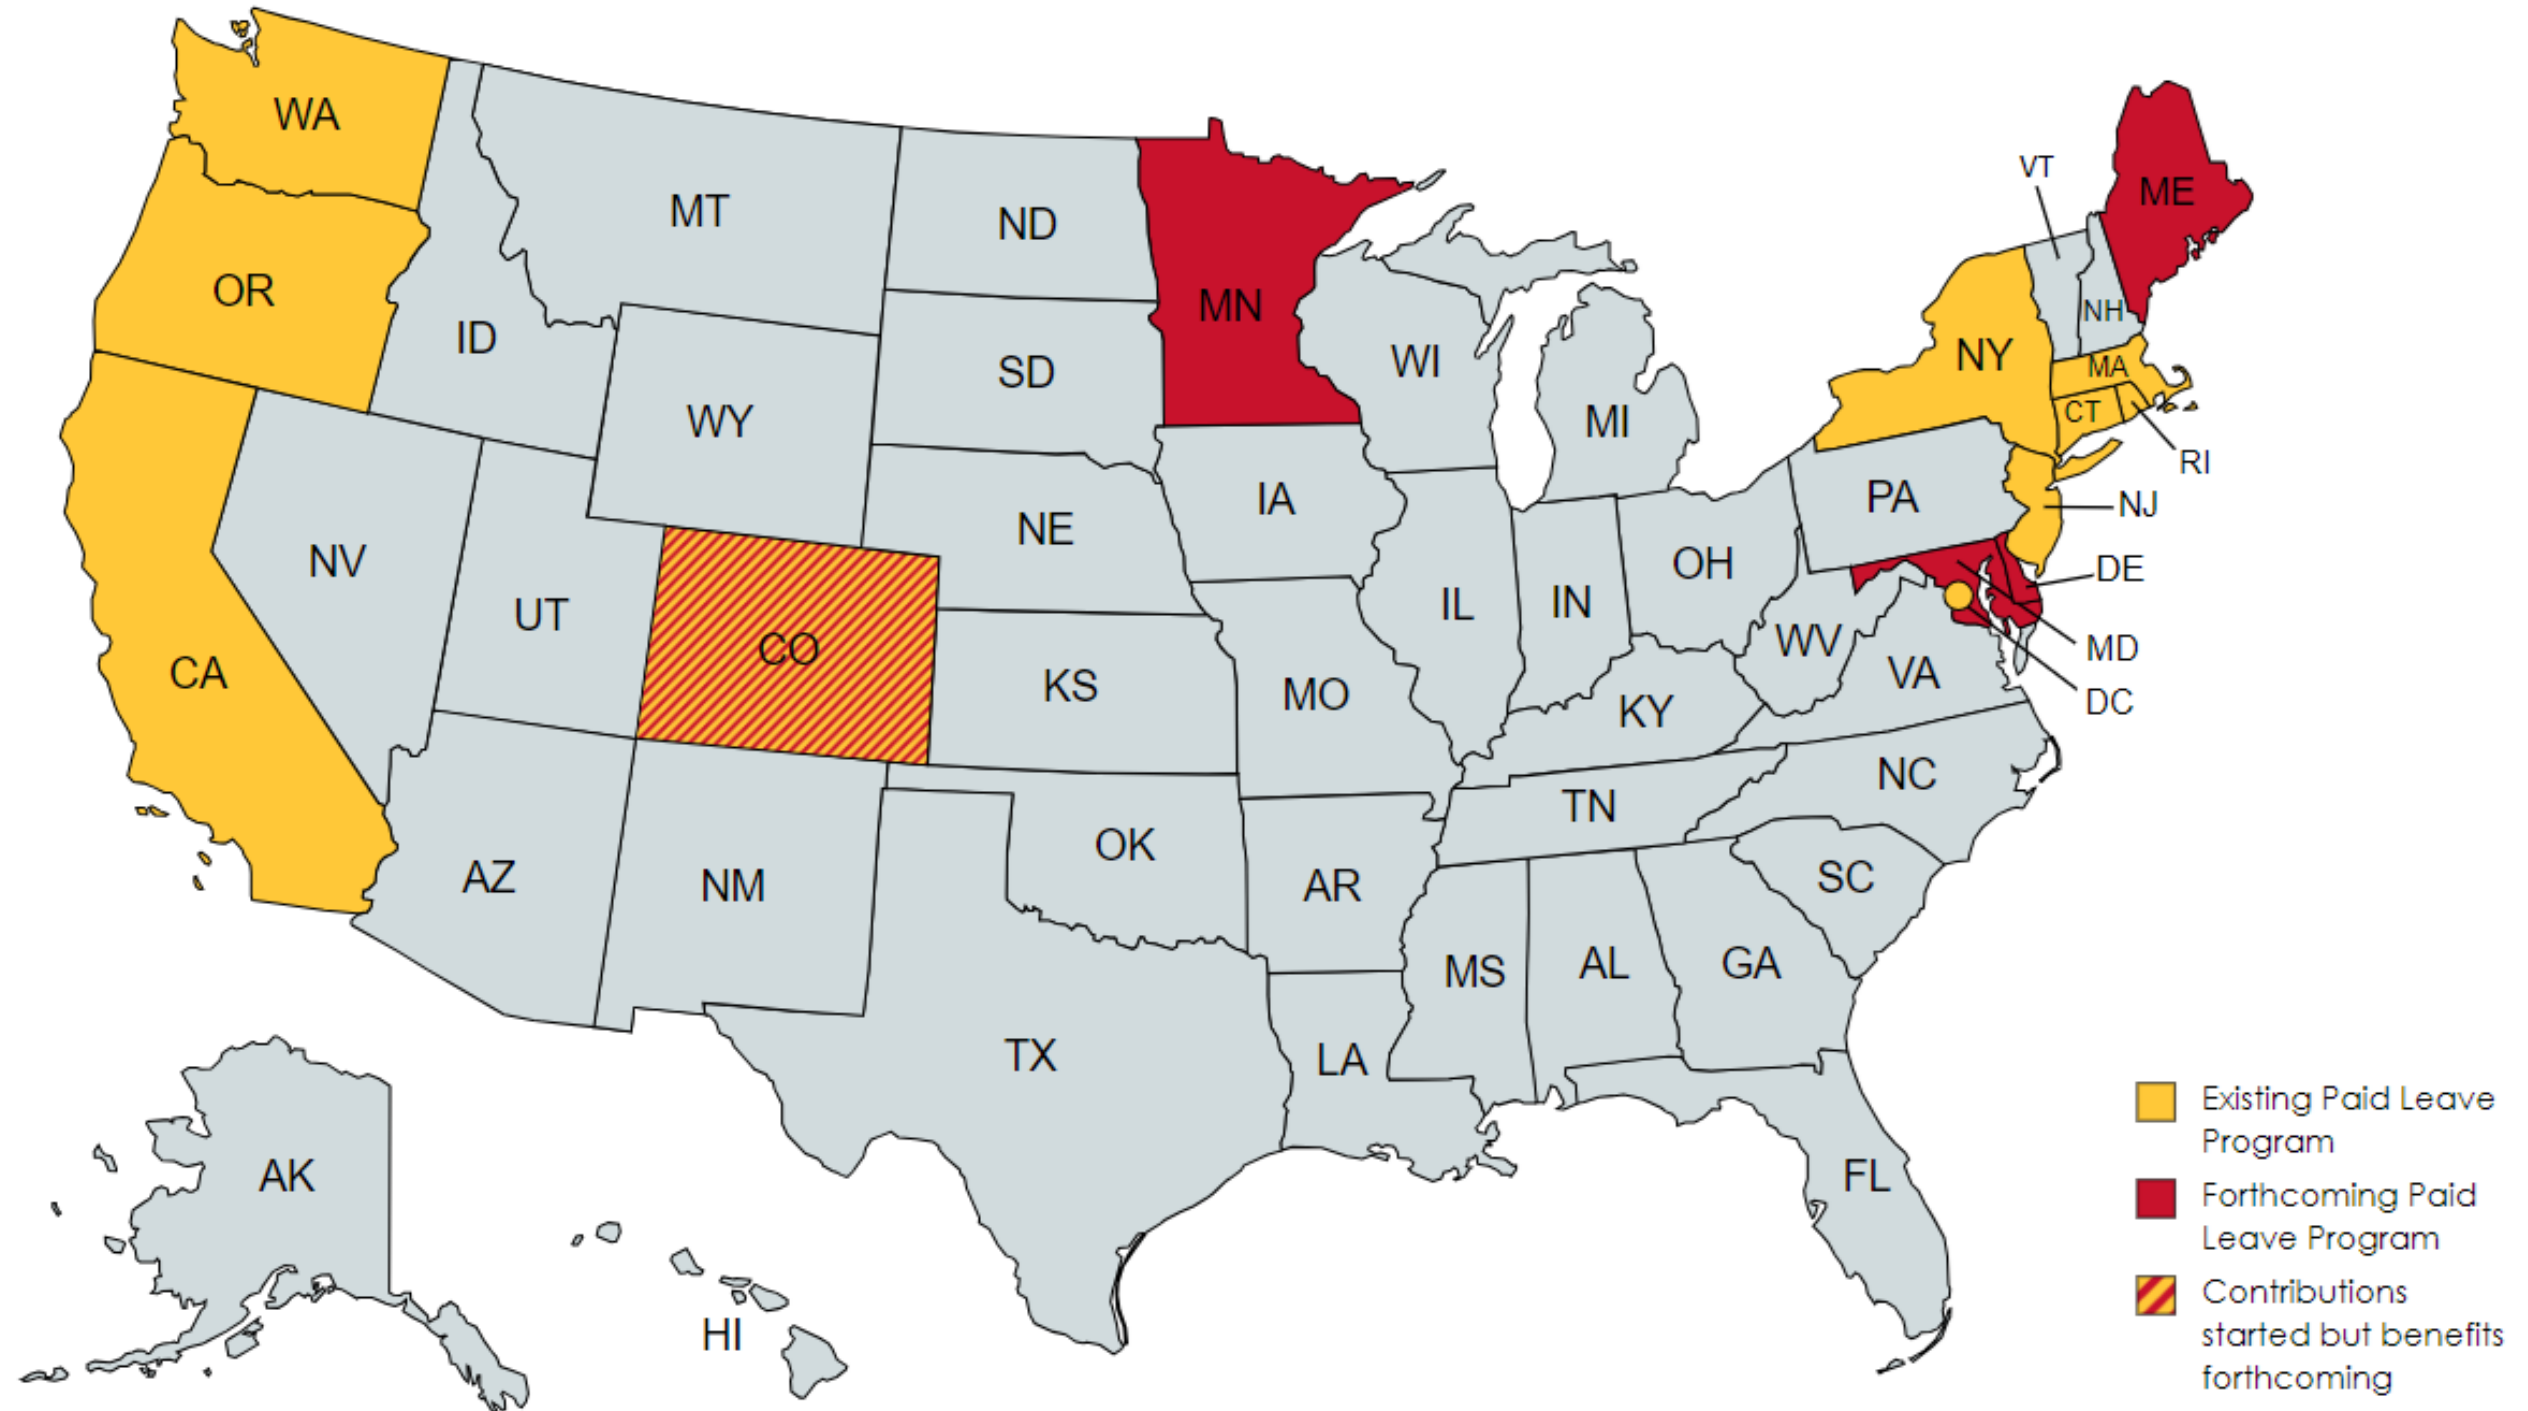 WA
MT
ND
MN
VT
ME
OR
ID
SD
WI
NH
NY
MA
WY
MI
CT
RI
IA
PA
NJ
NE
NV
UT
CO
IL
IN
OH
DE
WV
MD
CA
KS
MO
KY
VA
DC
NC
TN
OK
AZ
NM
AR
SC
MS
AL
GA
TX
LA
AK
FL
HI
Existing Paid Leave
Program
Forthcoming Paid
Leave Program
Contributions
started but benefits
forthcoming